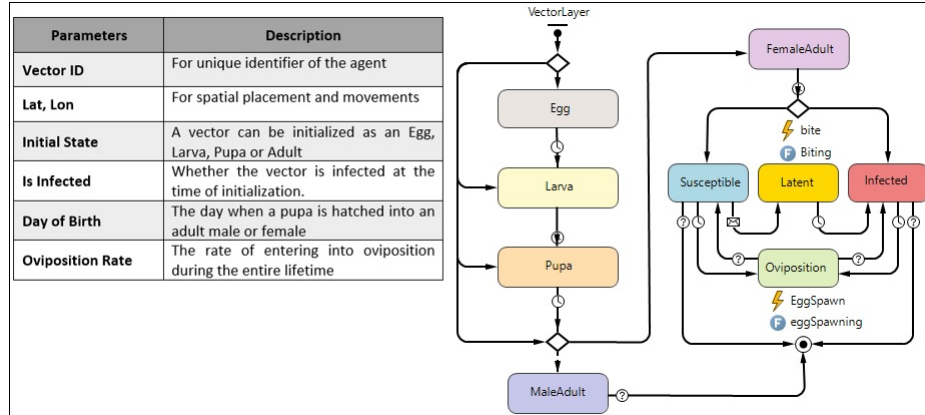 Parameters Description
Vector ID For unique identifier of the agent
Lat, Lon For spatial placement and movements
Initial State A vector can be initialized as an Egg,
Larva, Pupa or Adult
Is Infected Whether the vector is infected at the
time of initialization.
Day of Birth The day when a pupa is hatched into an
adult male or female
Oviposition Rate The rate of entering into oviposition
during the entire lifetime
VectorLayer
Egg
Larva
Pupa
MaleAdult
?
FemaleAdult
bite
F Biting
Susceptible Latent Infected
? ?
? ?
Oviposition
EggSpawn
F eggSpawning